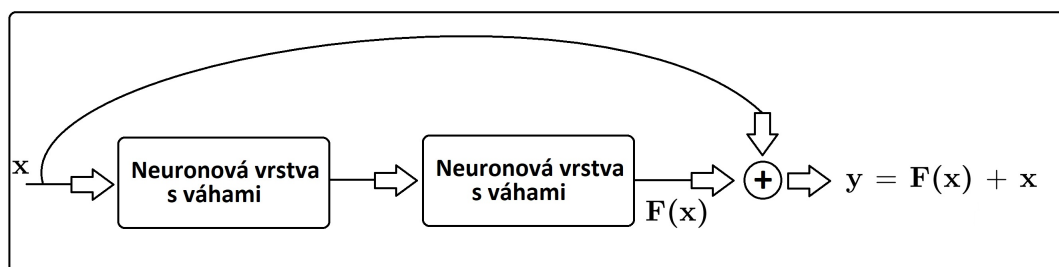 x
Neuronová vrstva
s váhami
Neuronová vrstva
s váhami
F(x)
+
y = F(x) + x